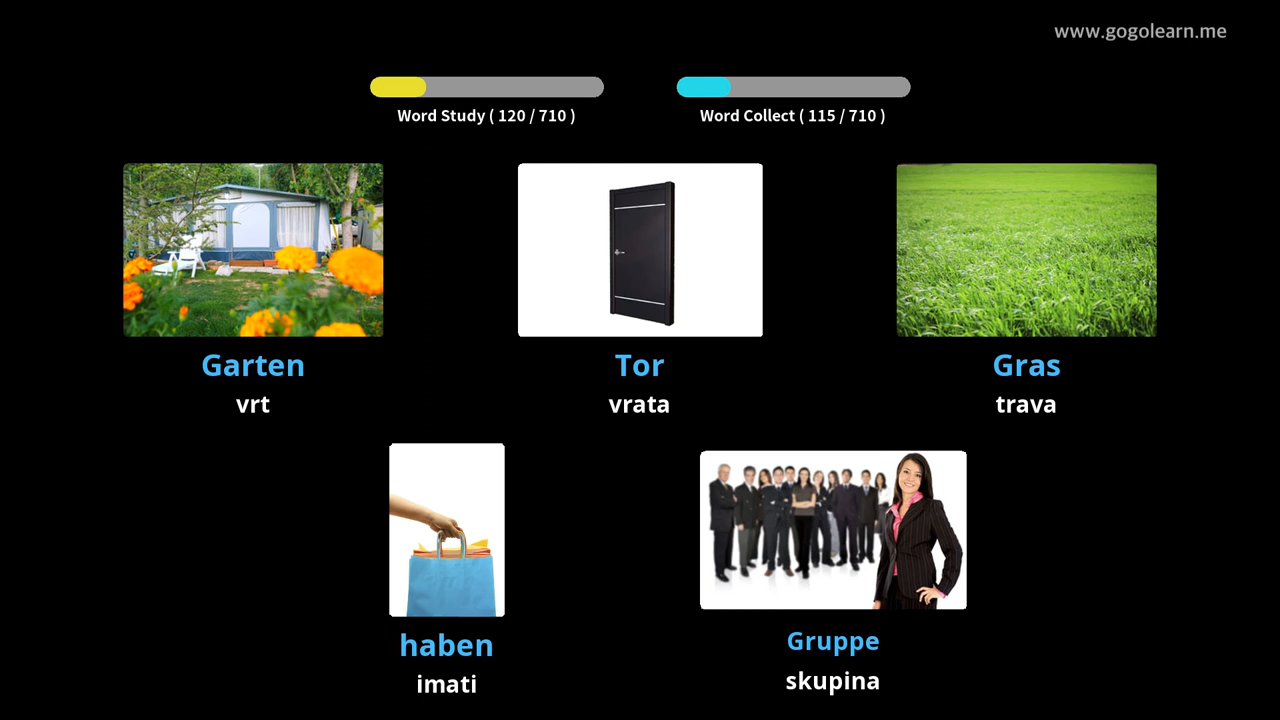 www.gogolearn.me
Word Study ( 120 / 710 )
Word Collect ( 115 / 710 )
Garten
vrt
Tor
vrata
Gras
trava
haben
imati
Gruppe
skupina